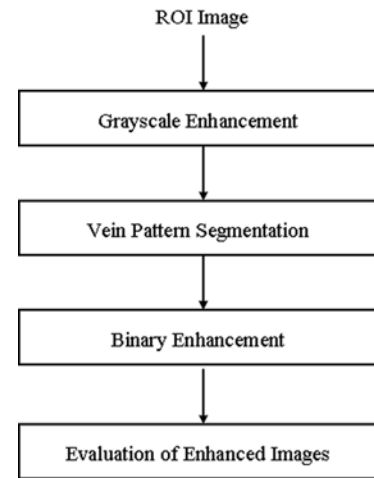 ROI Image
Grayscale Enhancement
Vein Pattern Segmentation
Binary Enhancement
Evaluation of Enhanced Images